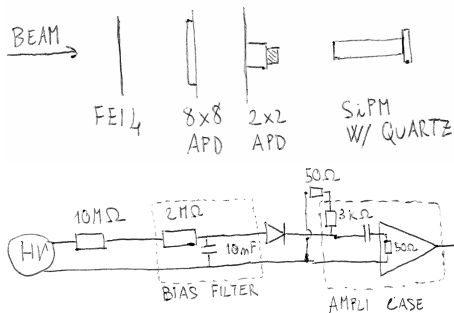 BEAM
FEI4
8x8
APD
2x2
APD
SiPM
W/ QUARTZ
50Ω
10MΩ
2MΩ
3kΩ
HV
10nF
50Ω
BIAS FILTER
AMPLI CASE